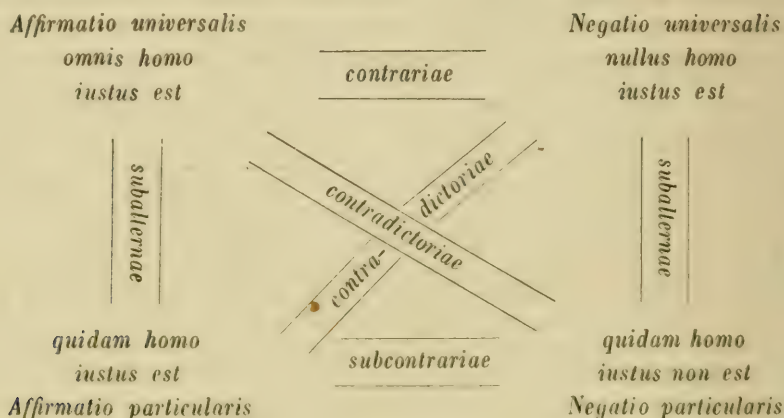 Affirmatio universalis
omnis homo
iustus est
contrariae
Negatio universalis
nullus homo
iustus est
subalternae
contradictoriae
contra-
dictoriae
subalternae
quidam homo
iustus est
Affirmatio particularis
subcontrariae
quidam homo
iustus non est
Negatio particularis